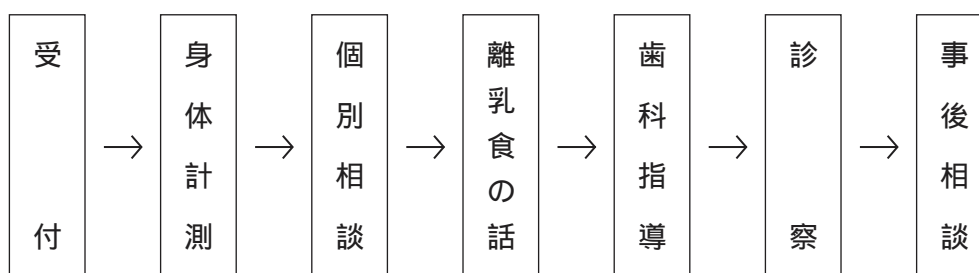 受付
→
身体計測
→
個別相談
→
離乳食の話
→
歯科指導
→
診察
→
事後相談